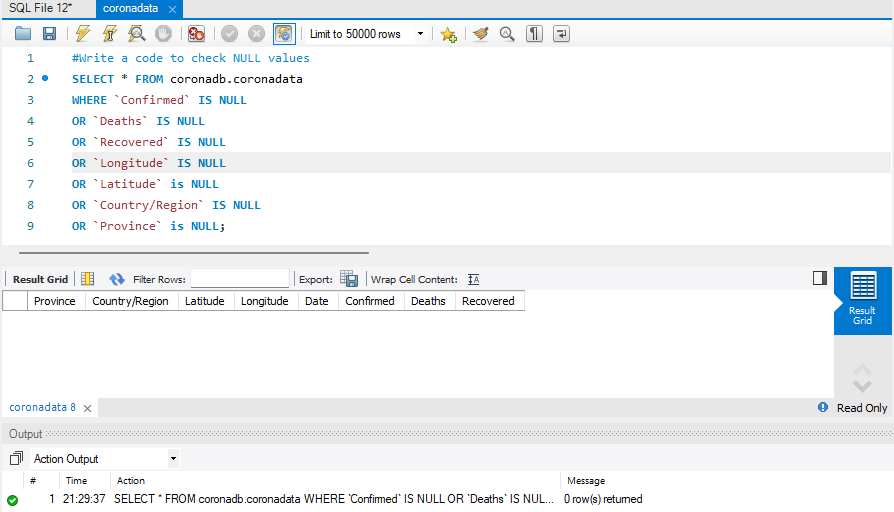 SQL File 12* coronadata
Limit to 50000 rows
1 #Write a code to check NULL values
2 SELECT * FROM coronadb.coronadata
3 WHERE `Confirmed` IS NULL
4 OR `Deaths` IS NULL
5 OR `Recovered` IS NULL
6 OR `Longitude` IS NULL
7 OR `Latitude` is NULL
8 OR `Country/Region` IS NULL
9 OR `Province` is NULL;
Result Grid Filter Rows: Export: Wrap Cell Content: IA
Province Country/Region Latitude Longitude Date Confirmed Deaths Recovered
Result
Grid
coronadata 8 Read Only
Output
Action Output
# Time Action Message
1 21:29:37 SELECT * FROM coronadb.coronadata WHERE `Confirmed` IS NULL OR `Deaths` IS NUL... 0 row(s) returned